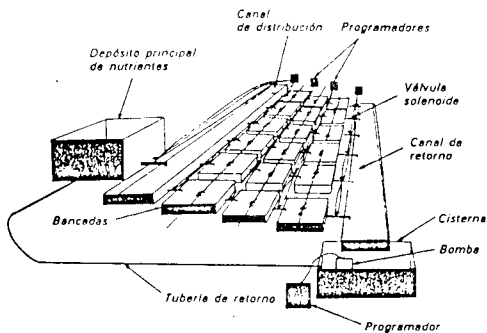 Canal
de distribución
Programadores
Depósito principal
de nutrientes
Válvula
solenoide
Canal de
retorno
Bancadas
Cisterna
Bomba
Tubería de retorno
Programador